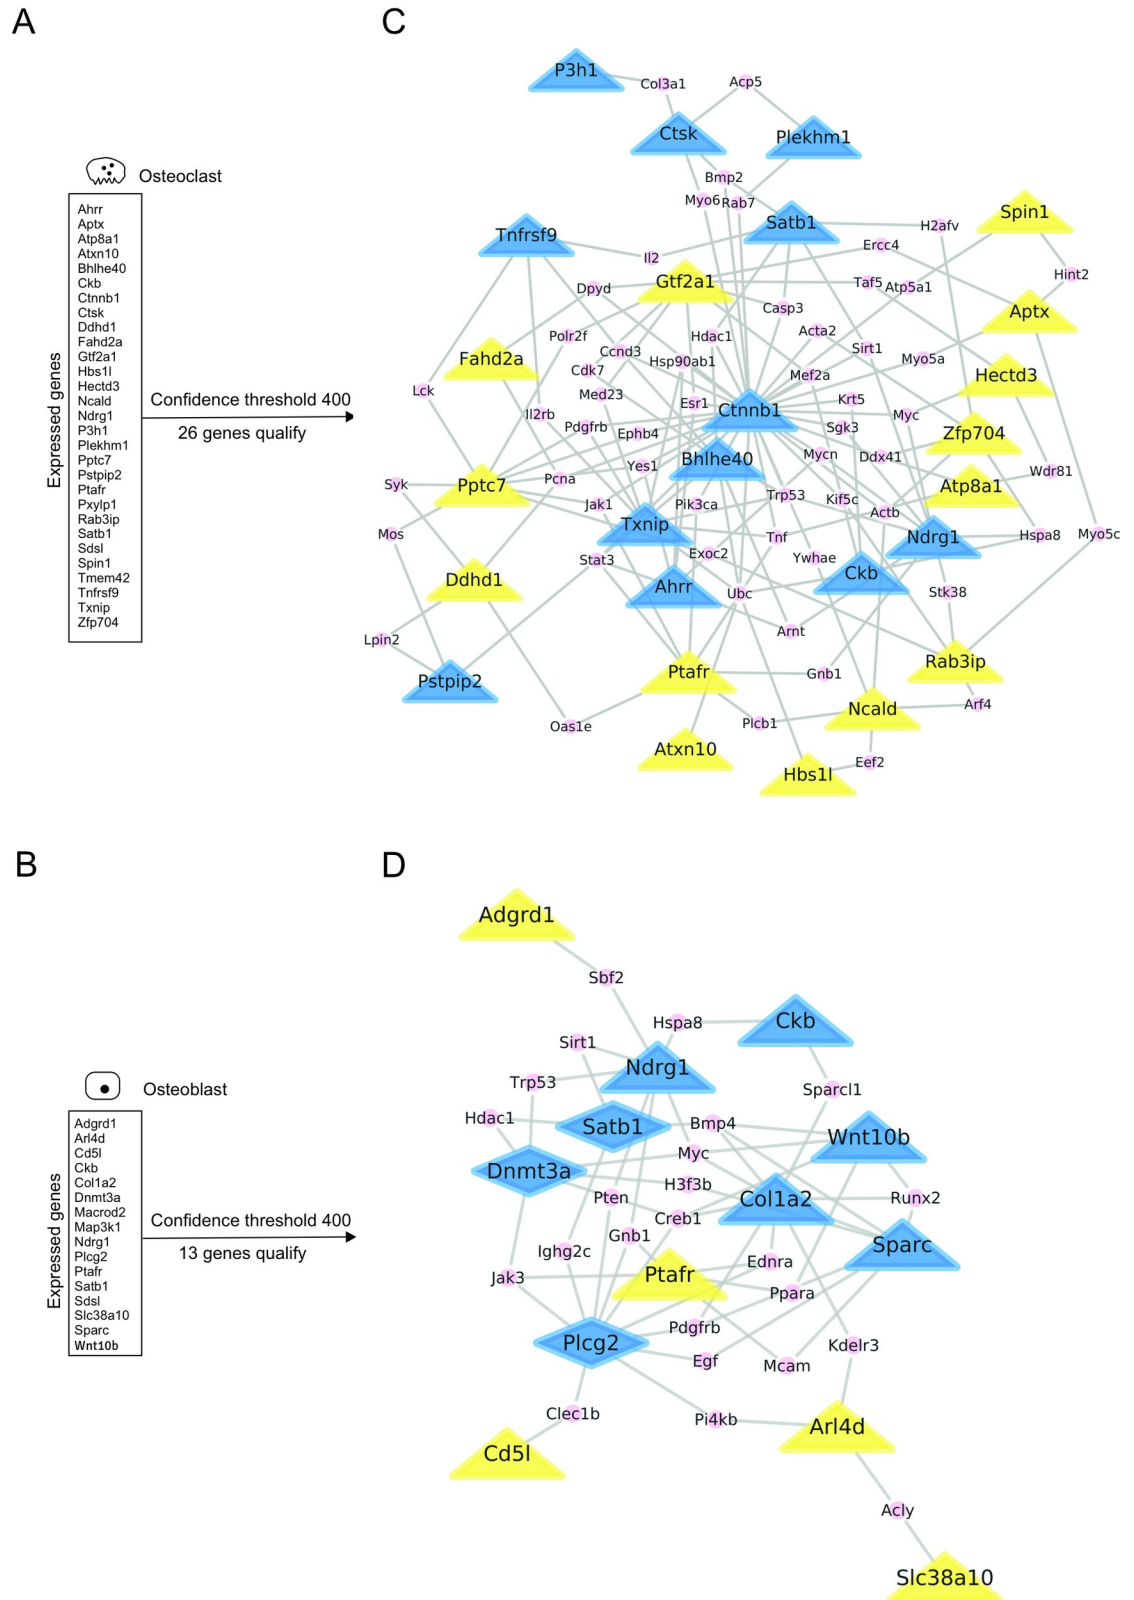 A
C
Osteoclast
Expressed genes
Ahrr
Aptx
Atp8a1
Atxn10
Bhlhe40
Ckb
Ctnnb1
Ctsk
Ddhd1
Fahd2a
Gtf2a1
Hbs1l
Hectd3
Ncald
Ndrg1
P3h1
Plekhm1
Pptc7
Pstpip2
Ptafr
Pxylp1
Rab3ip
Satb1
Sdsl
Spin1
Tmem42
Tnfrsf9
Txnip
Zfp704
Confidence threshold 400
26 genes qualify
P3h1
Col3a1
Acp5
Ctsk
Plekhm1
Bmp2
Myo6
Rab7
Satb1
Spin1
H2afv
Tnfrsf9
Ercc4
Il2
Hint2
Gtf2a1
Taf5
Atp5a1
Dpyd
Casp3
Aptx
Polr2f
Hdac1
Acta2
Sirt1
Ccnd3
Fahd2a
Hsp90ab1
Myo5a
Cdk7
Mef2a
Hectd3
Lck
Med23
Esr1
Krt5
Ctnnb1
Il2rb
Myc
Pdgfrb
Ephb4
Sgk3
Zfp704
Mycn
Ddx41
Bhlhe40
Yes1
Wdr81
Pcna
Syk
Pptc7
Atp8a1
Trp53
Kif5c
Jak1
Pik3ca
Actb
Txnip
Mos
Tnf
Ndrg1
Hspa8
Myo5c
Exoc2
Stat3
Ywhae
Ckb
Ddhd1
Ahrr
Ubc
Stk38
Arnt
Lpin2
Rab3ip
Ptafr
Gnb1
Pstpip2
Arf4
Ncald
Plcb1
Oas1e
Atxn10
Eef2
Hbs1l
B
D
Osteoblast
Expressed genes
Adgrd1
Arl4d
Cd5l
Ckb
Col1a2
Dnmt3a
Macrod2
Map3k1
Ndrg1
Plcg2
Ptafr
Satb1
Sdsl
Slc38a10
Sparc
Wnt10b
Confidence threshold 400
13 genes qualify
Adgrd1
Sbf2
Hspa8
Ckb
Sirt1
Ndrg1
Trp53
Sparcl1
Hdac1
Satb1
Bmp4
Wnt10b
Myc
Dnmt3a
H3f3b
Pten
Col1a2
Runx2
Creb1
Gnb1
Sparc
Ighg2c
Ednra
Jak3
Ptafr
Ppara
Pdgfrb
Plcg2
Kdelr3
Egf
Mcam
Clec1b
Pi4kb
Arl4d
Cd5l
Acly
Slc38a10